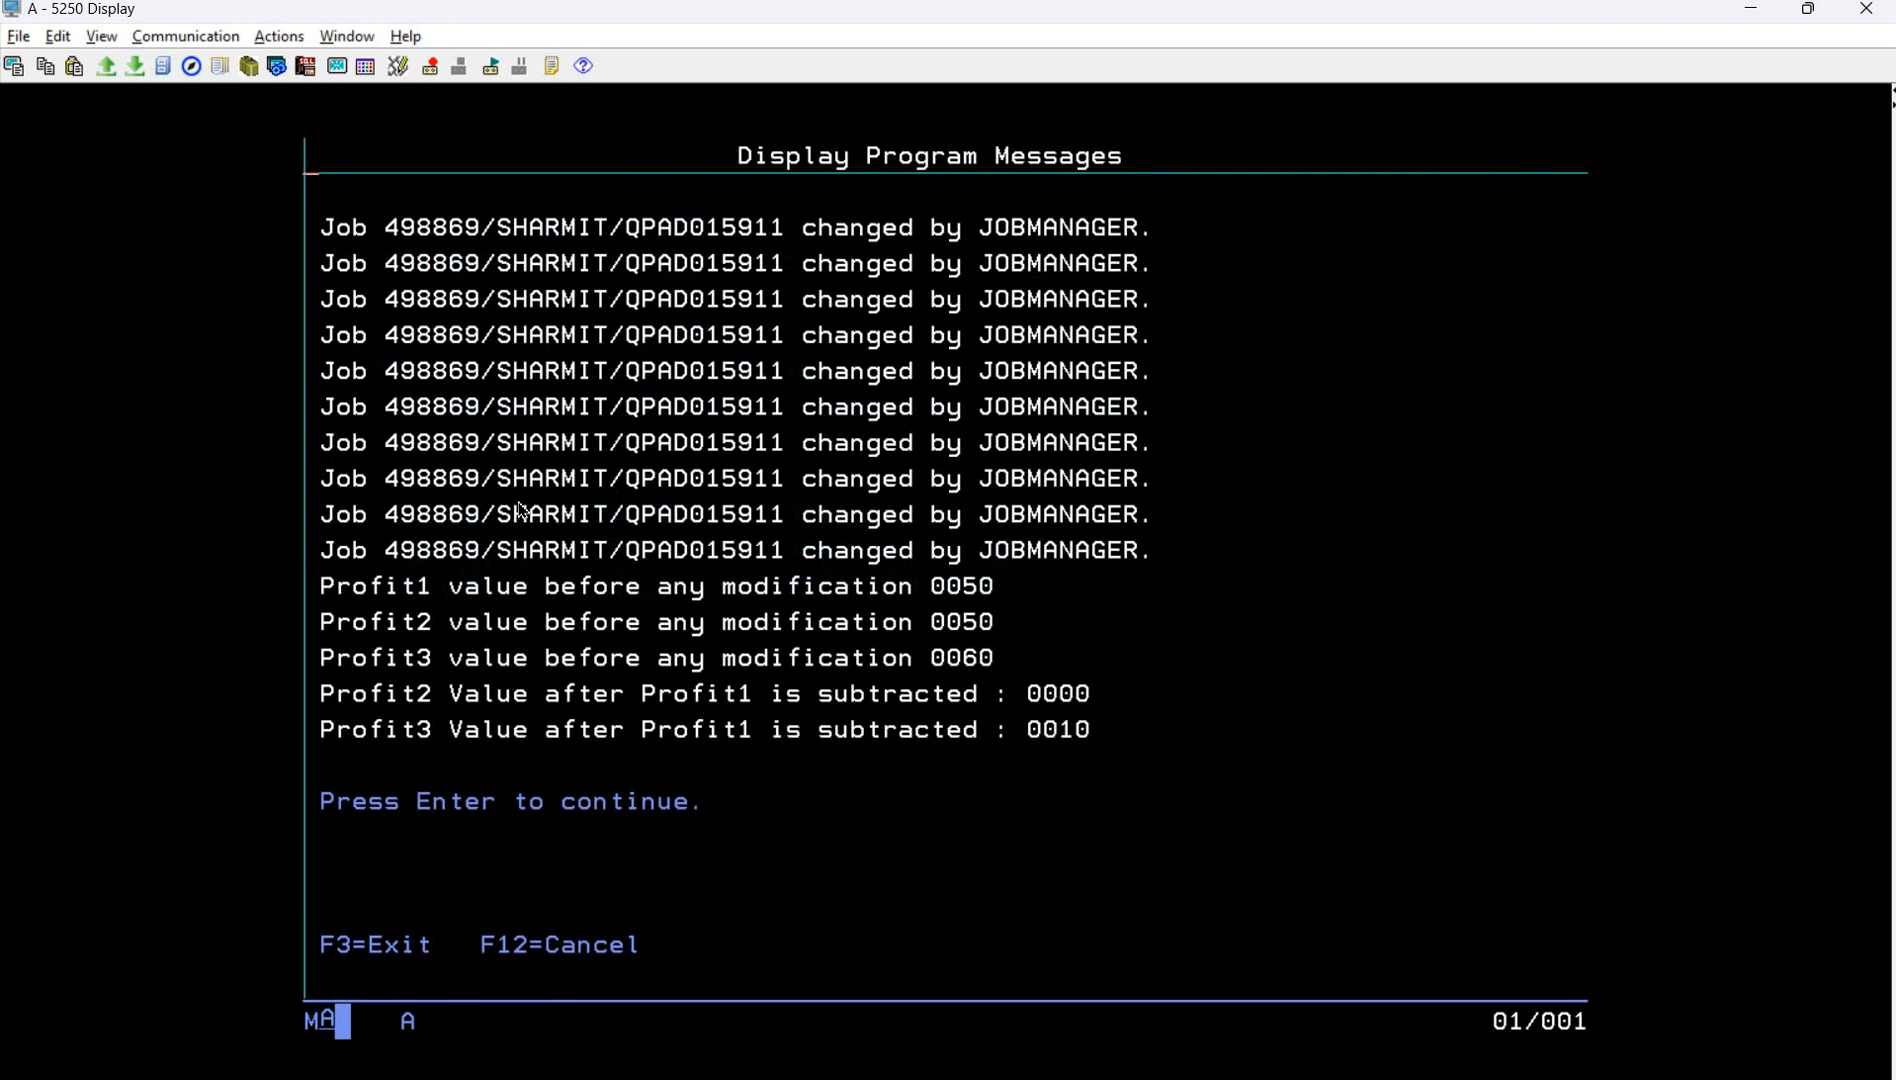 A - 5250 Display
File Edit View Communication Actions Window Help
Display Program Messages
Job 498869/SHARMIT/QPAD015911 changed by JOBMANAGER.
Job 498869/SHARMIT/QPAD015911 changed by JOBMANAGER.
Job 498869/SHARMIT/QPAD015911 changed by JOBMANAGER.
Job 498869/SHARMIT/QPAD015911 changed by JOBMANAGER.
Job 498869/SHARMIT/QPAD015911 changed by JOBMANAGER.
Job 498869/SHARMIT/QPAD015911 changed by JOBMANAGER.
Job 498869/SHARMIT/QPAD015911 changed by JOBMANAGER.
Job 498869/SHARMIT/QPAD015911 changed by JOBMANAGER.
Job 498869/SHARMIT/QPAD015911 changed by JOBMANAGER.
Job 498869/SHARMIT/QPAD015911 changed by JOBMANAGER.
Profit1 value before any modification 0050
Profit2 value before any modification 0050
Profit3 value before any modification 0060
Profit2 Value after Profit1 is subtracted : 0000
Profit3 Value after Profit1 is subtracted : 0010
Press Enter to continue.
F3=Exit F12=Cancel
MA A 01/001